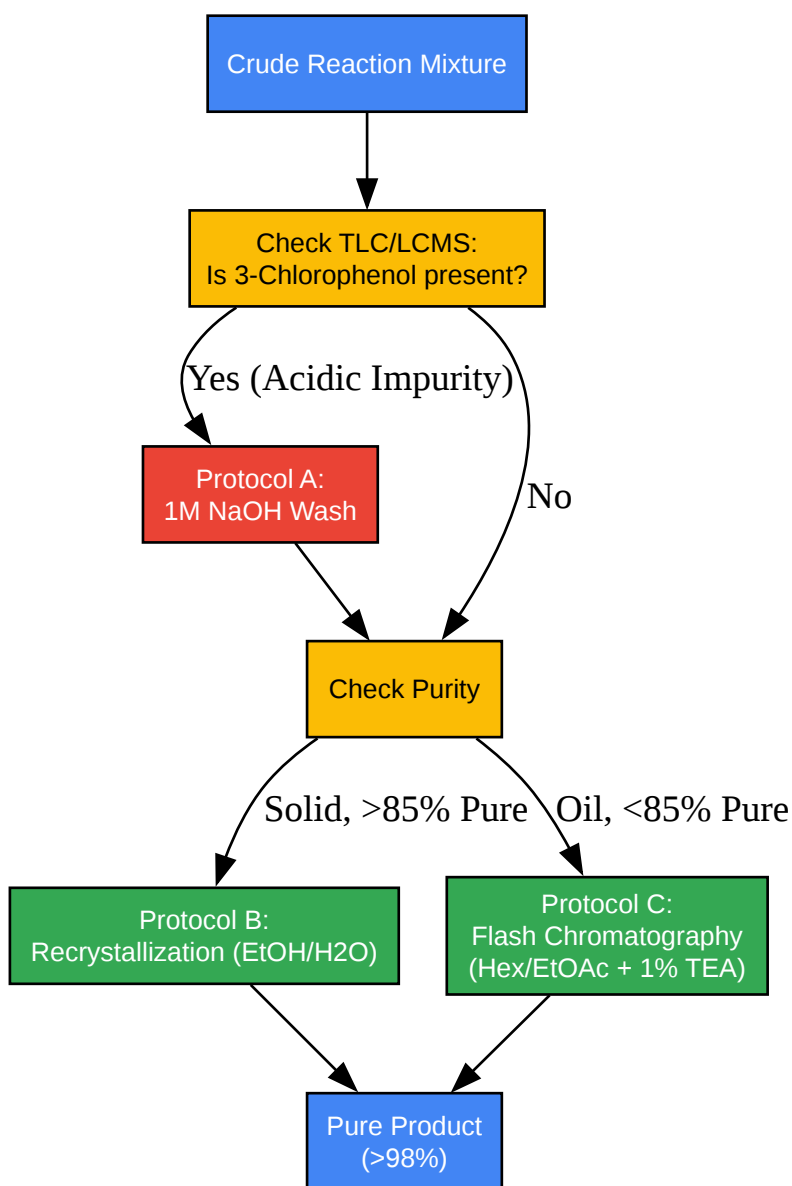 Crude Reaction Mixture
Check TLC/LCMS:
Is 3-Chlorophenol present?
Yes (Acidic Impurity)
Protocol A:
1M NaOH Wash
No
Check Purity
Solid, >85% Pure
Oil, <85% Pure
Protocol B:
Recrystallization (EtOH/H2O)
Protocol C:
Flash Chromatography
(Hex/EtOAc + 1% TEA)
Pure Product
(>98%)